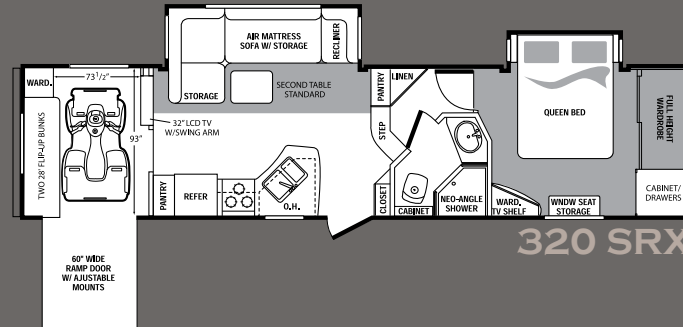 AIR MATTRESS
SOFA W/ STORAGE
RECLINER
STORAGE
SECOND TABLE
STANDARD
WARD.
73 1/2"
93"
TWO 28' FLIP-UP BUNKS
32" LCD TV
W/SWING ARM
PANTRY
REFER
O.H.
60" WIDE
RAMP DOOR
W/ AJUSTABLE
MOUNTS
PANTRY
LINEN
STEP
CLOSET
CABINET
NEO-ANGLE
SHOWER
WARD.
TV SHELF
QUEEN BED
WNDW SEAT
STORAGE
FULL HEIGHT
WARDROBE
CABINET/
DRAWERS
320 SRX